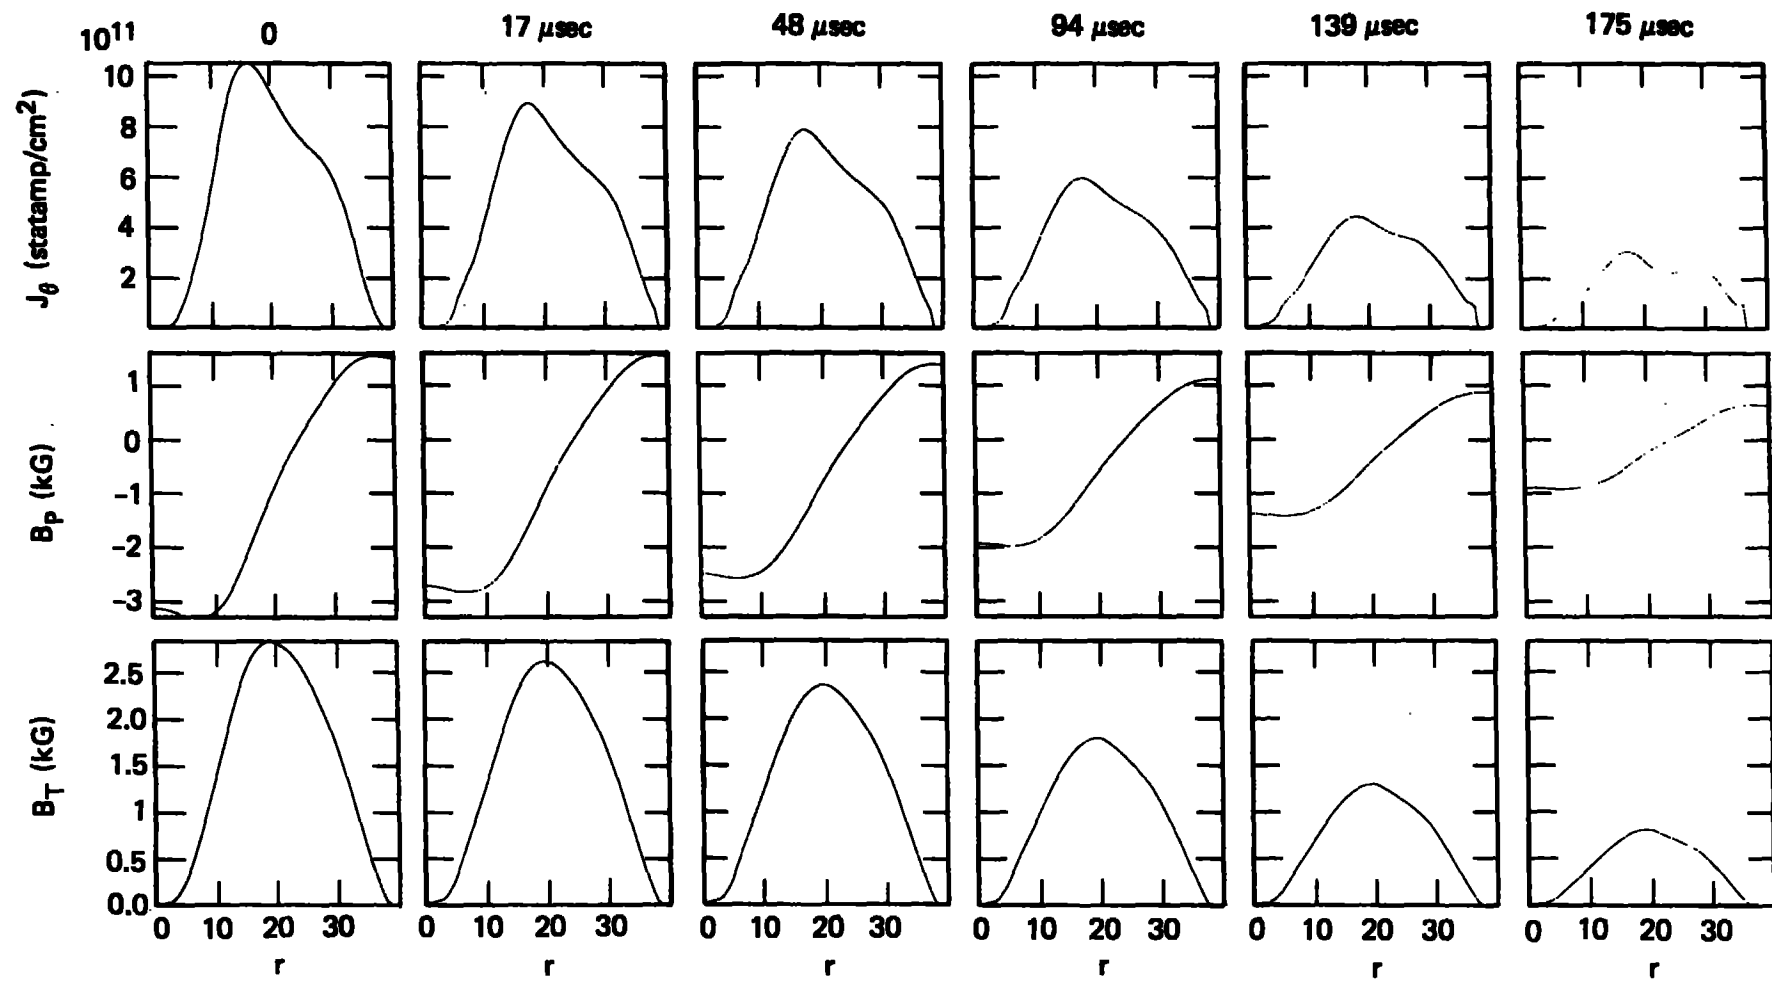 10¹¹ 0 17 μsec 48 μsec 94 μsec 139 μsec 175 μsec
J_θ (statamp/cm²)
10
8
6
4
2
B_P (kG)
1
0
-1
-2
-3
B_T (kG)
2.5
2.0
1.5
1
0.5
0.0
0 10 20 30 0 10 20 30 0 10 20 30 0 10 20 30 0 10 20 30 0 10 20 30
r r r r r r